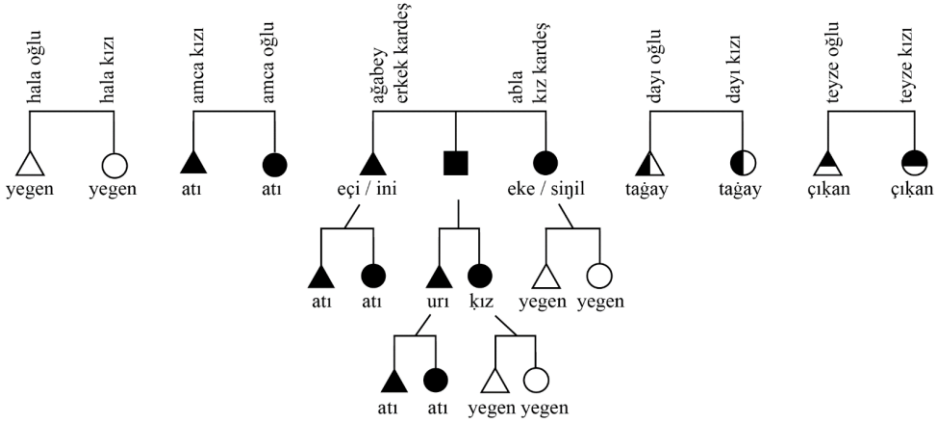 hala oğlu
hala kızı
amca kızı
amca oğlu
ağabey
erkek kardeş
abla
kız kardeş
dayı oğlu
dayı kızı
teyze oğlu
teyze kızı
yegen yegen atı atı eçi / ini eke / siŋil taġay taġay çıḳan çıḳan
atı atı urı ḳız yegen yegen
atı atı yegen yegen